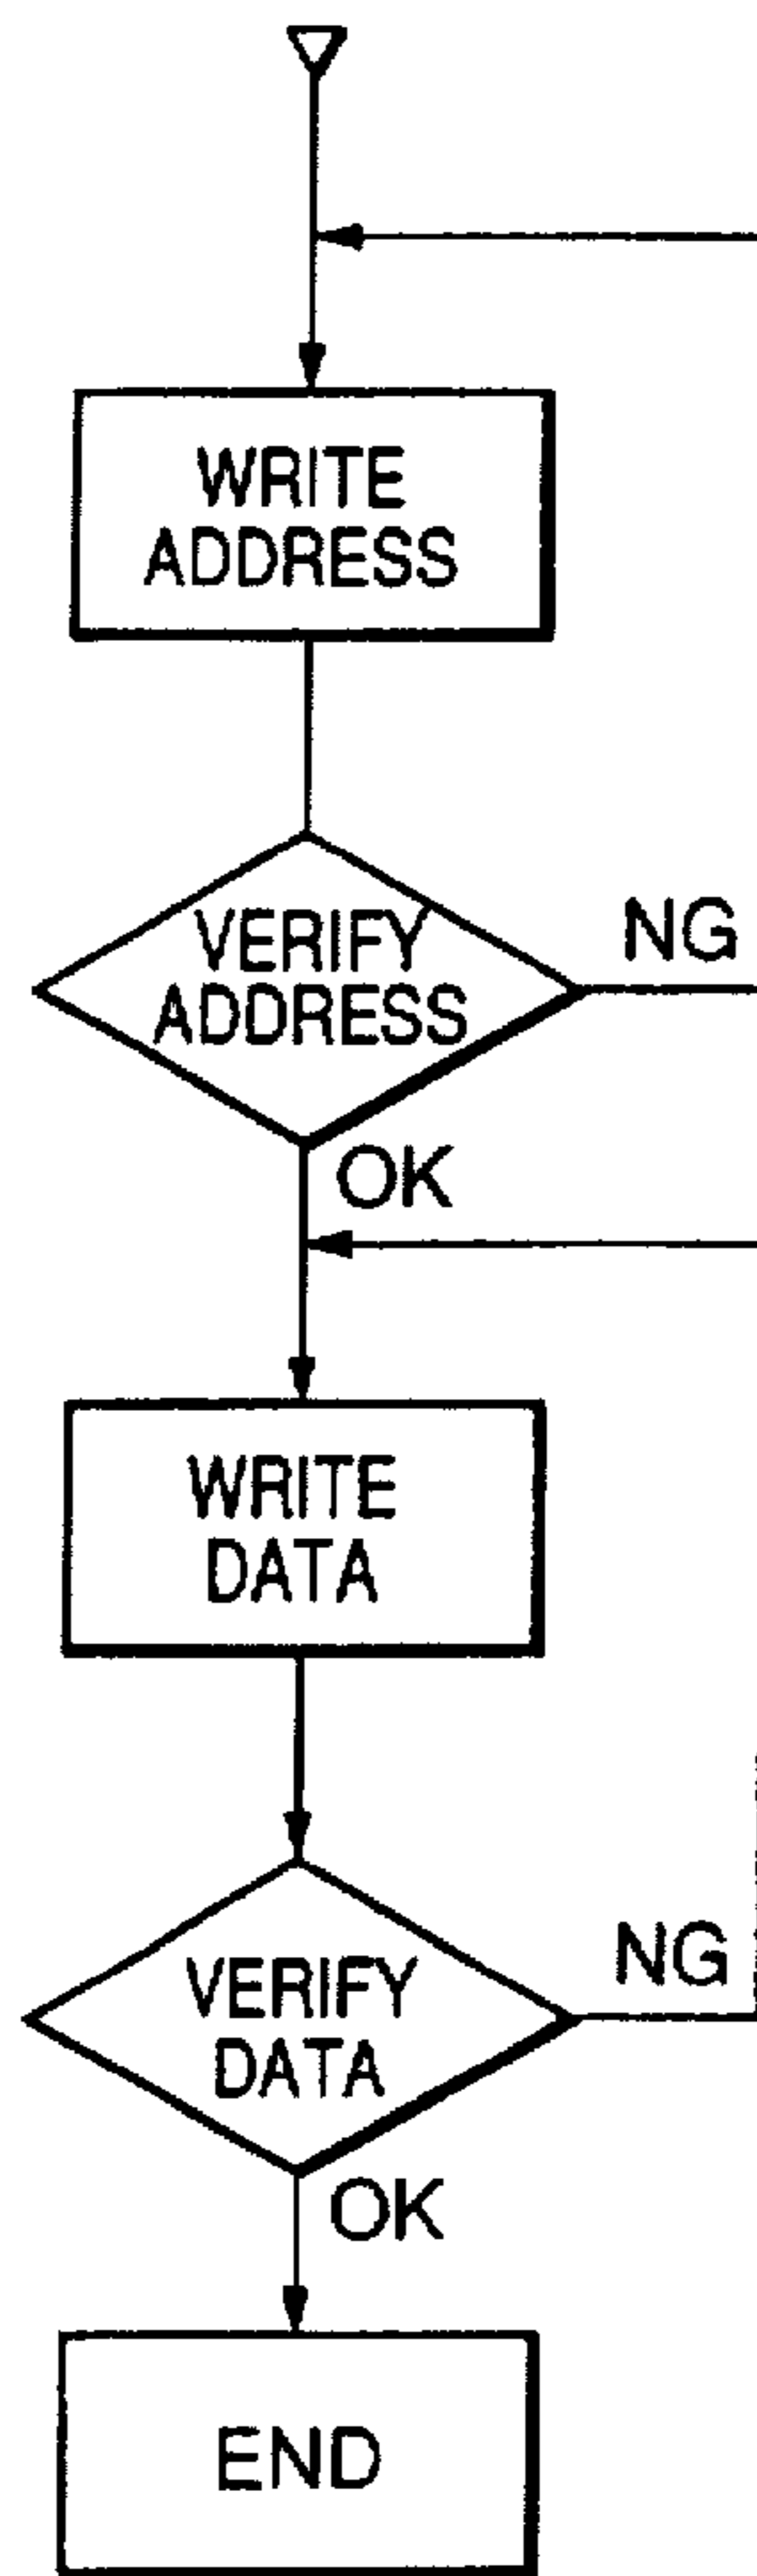 WRITE
ADDRESS
VERIFY
ADDRESS
NG
OK
WRITE
DATA
VERIFY
DATA
NG
OK
END